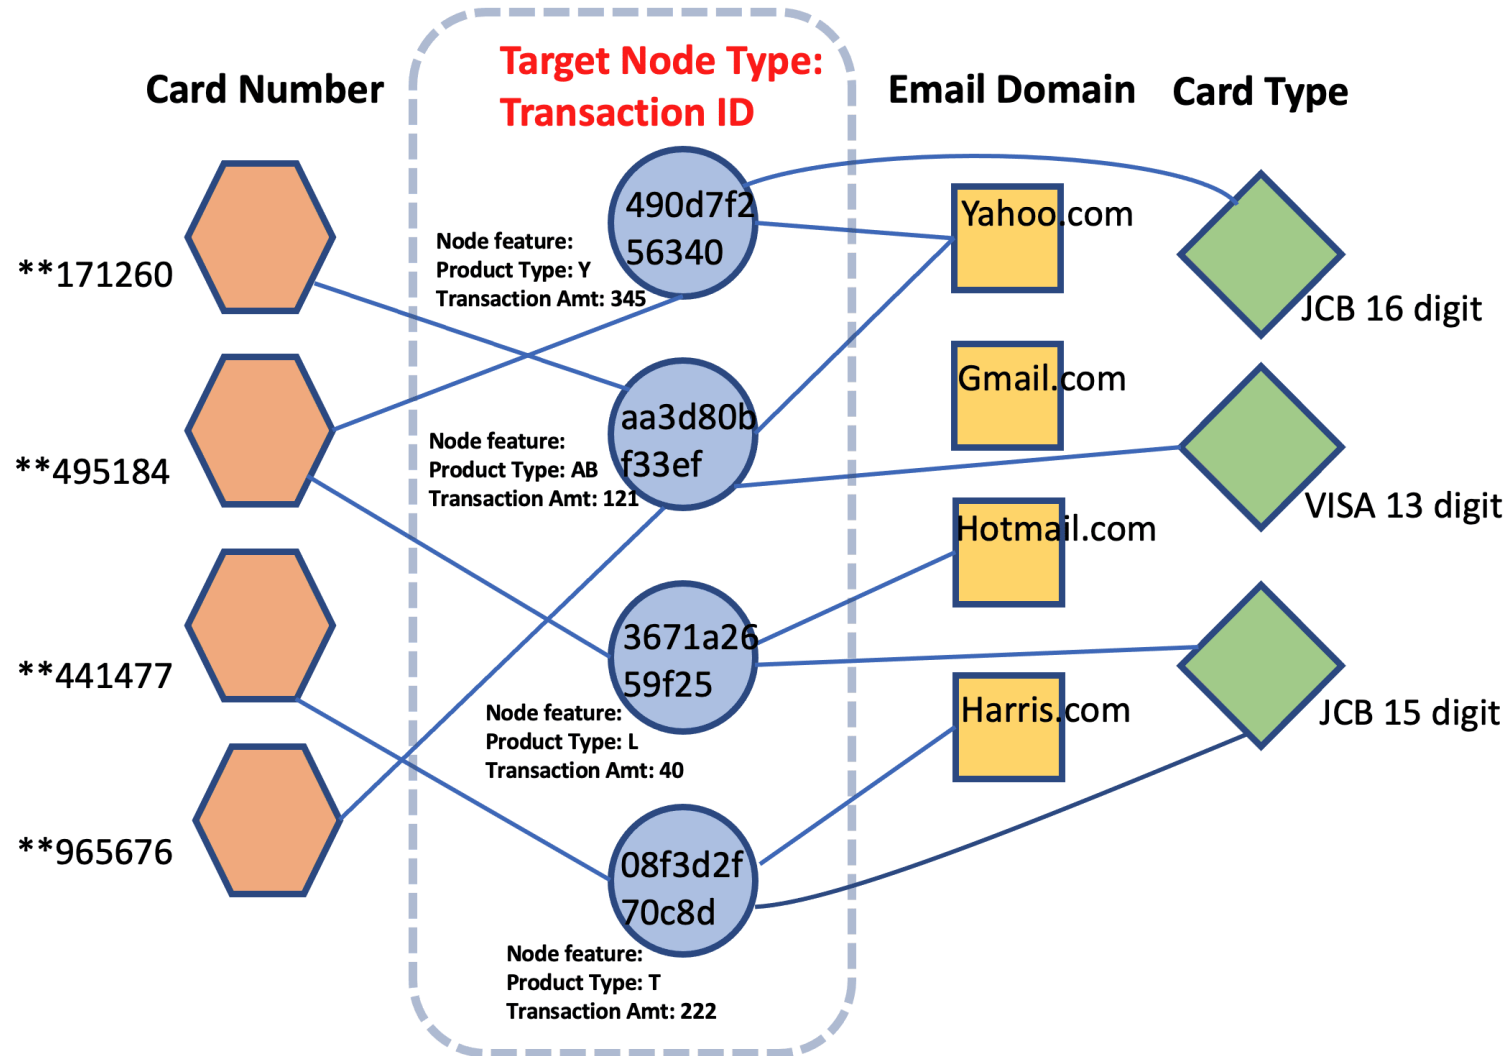 Target Node Type:
Transaction ID
Card Number
Email Domain
Card Type
**171260
**495184
**441477
**965676
490d7f2
56340
Node feature:
Product Type: Y
Transaction Amt: 345
aa3d80b
f33ef
Node feature:
Product Type: AB
Transaction Amt: 121
3671a26
59f25
Node feature:
Product Type: L
Transaction Amt: 40
08f3d2f
70c8d
Node feature:
Product Type: T
Transaction Amt: 222
Yahoo.com
Gmail.com
Hotmail.com
Harris.com
JCB 16 digit
VISA 13 digit
JCB 15 digit